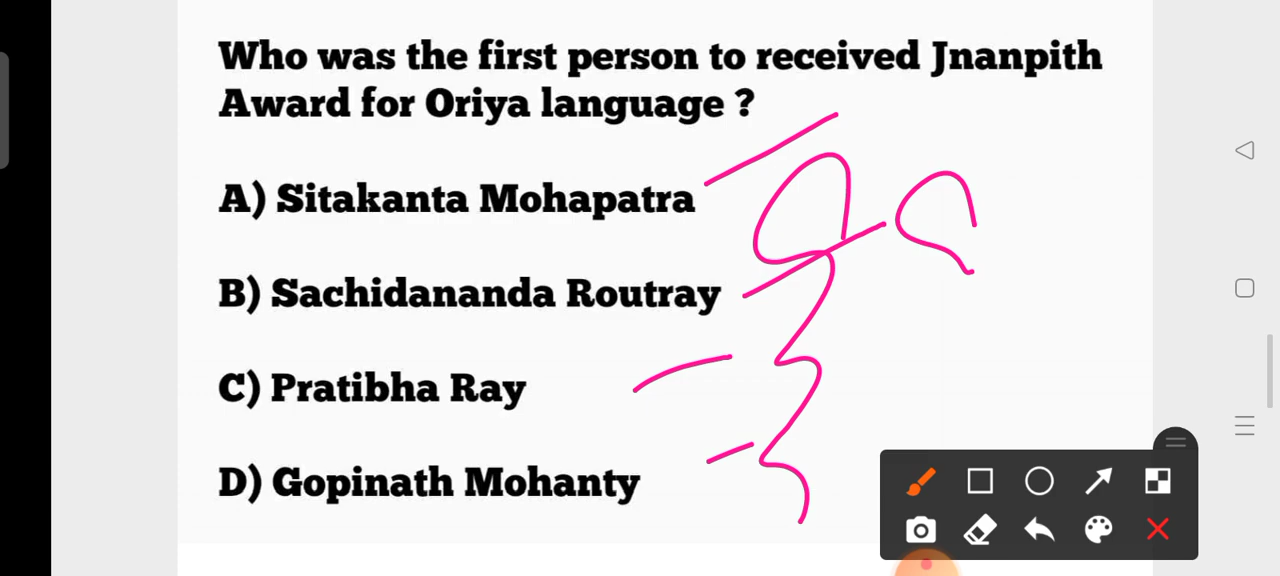 Who was the first person to received Jnanpith
Award for Oriya language ?
A) Sitakanta Mohapatra
B) Sachidananda Routray
C) Pratibha Ray
D) Gopinath Mohanty